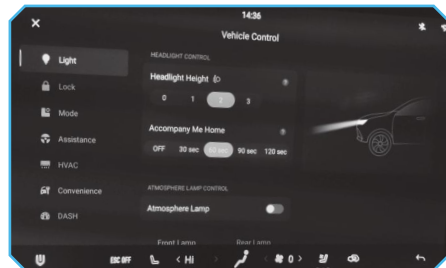 14:36
Vehicle Control
Light
Lock
Mode
Assistance
HVAC
Convenience
DASH
HEADLIGHT CONTROL
Headlight Height
0 1 2 3
Accompany Me Home
OFF 30 sec 60 sec 90 sec 120 sec
ATMOSPHERE LAMP CONTROL
Atmosphere Lamp
Front Lamp Rear Lamp
ESC OFF < HI > < 0 >